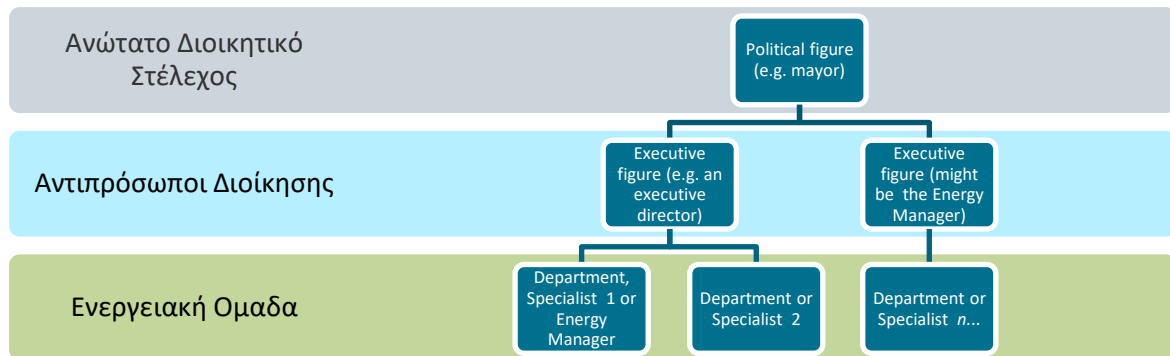 Ανώτατο Διοικητικό
Στέλεχος
Political figure
(e.g. mayor)
Αντιπρόσωποι Διοίκησης
Executive
figure (e.g. an
executive
director)
Executive
figure (might
be the Energy
Manager)
Ενεργειακή Ομαδα
Department,
Specialist 1 or
Energy
Manager
Department or
Specialist 2
Department or
Specialist n...